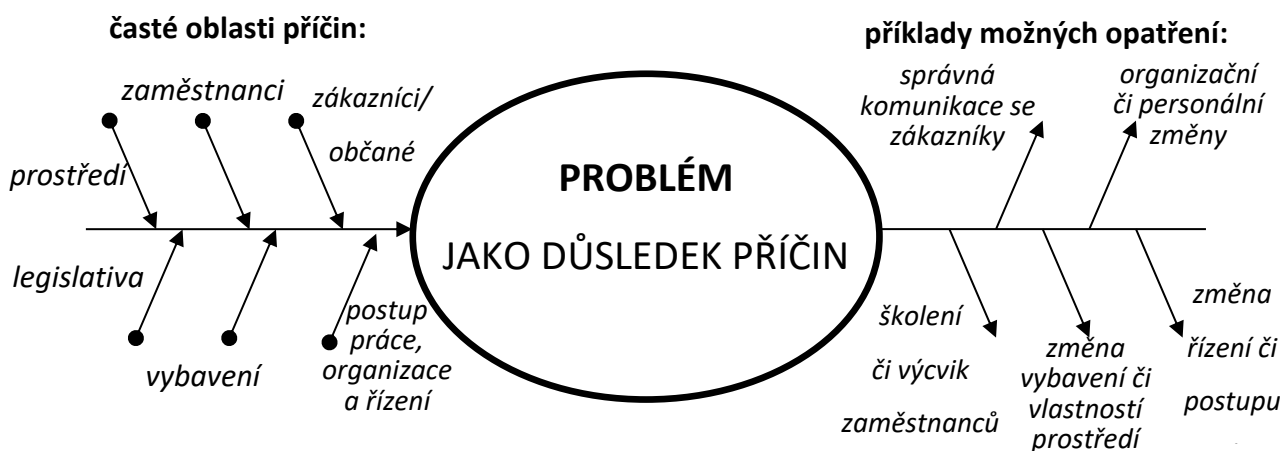 časté oblasti příčin:
zaměstnanci
zákazníci/
občané
prostředí
legislativa
vybavení
postup
práce,
organizace
a řízení
PROBLÉM
JAKO DŮSLEDEK PŘÍČIN
příklady možných opatření:
správná
komunikace se
zákazníky
organizační
či personální
změny
školení
či výcvik
zaměstnanců
změna
vybavení či
vlastností
prostředí
změna
řízení či
postupu